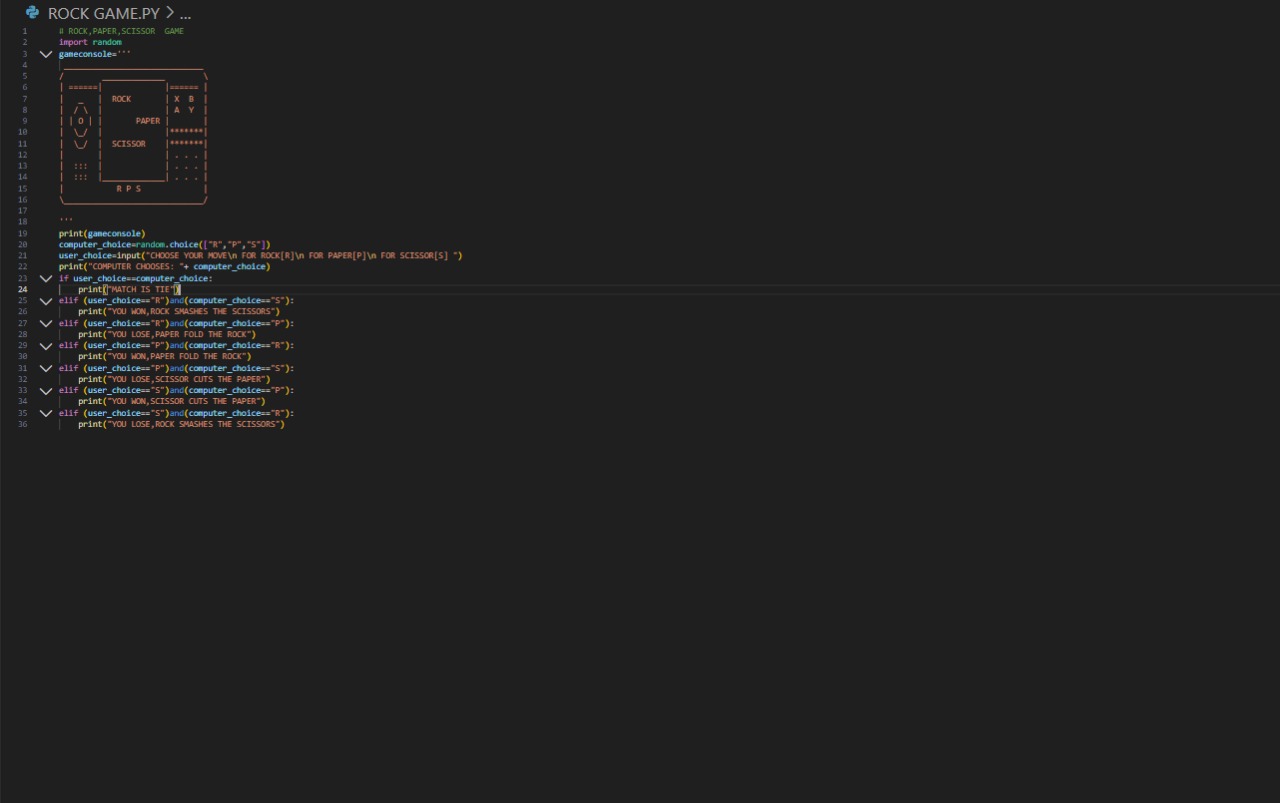 ROCK GAME.PY > ...
1 # ROCK,PAPER,SCISSOR  GAME
2 import random
3 gameconsole='''
4  _____________________________
5 /        _____________        \
6 | ======|             |====== |
7 |   _   |  ROCK       | X  B  |
8 |  / \  |             | A  Y  |
9 | | O | |       PAPER |       |
10 |  \_/  |             |*******|
11 |  \_/  |  SCISSOR    |*******|
12 |       |             | . . . |
13 |  :::  |             | . . . |
14 |  :::  |_____________| . . . |
15 |           R P S             |
16 \_____________________________/
17
18 '''
19 print(gameconsole)
20 computer_choice=random.choice(["R","P","S"])
21 user_choice=input("CHOOSE YOUR MOVE\n FOR ROCK[R]\n FOR PAPER[P]\n FOR SCISSOR[S] ")
22 print("COMPUTER CHOOSES: "+ computer_choice)
23 if user_choice==computer_choice:
24     print("MATCH IS TIE")
25 elif (user_choice=="R")and(computer_choice=="S"):
26     print("YOU WON,ROCK SMASHES THE SCISSORS")
27 elif (user_choice=="R")and(computer_choice=="P"):
28     print("YOU LOSE,PAPER FOLD THE ROCK")
29 elif (user_choice=="P")and(computer_choice=="R"):
30     print("YOU WON,PAPER FOLD THE ROCK")
31 elif (user_choice=="P")and(computer_choice=="S"):
32     print("YOU LOSE,SCISSOR CUTS THE PAPER")
33 elif (user_choice=="S")and(computer_choice=="P"):
34     print("YOU WON,SCISSOR CUTS THE PAPER")
35 elif (user_choice=="S")and(computer_choice=="R"):
36     print("YOU LOSE,ROCK SMASHES THE SCISSORS")